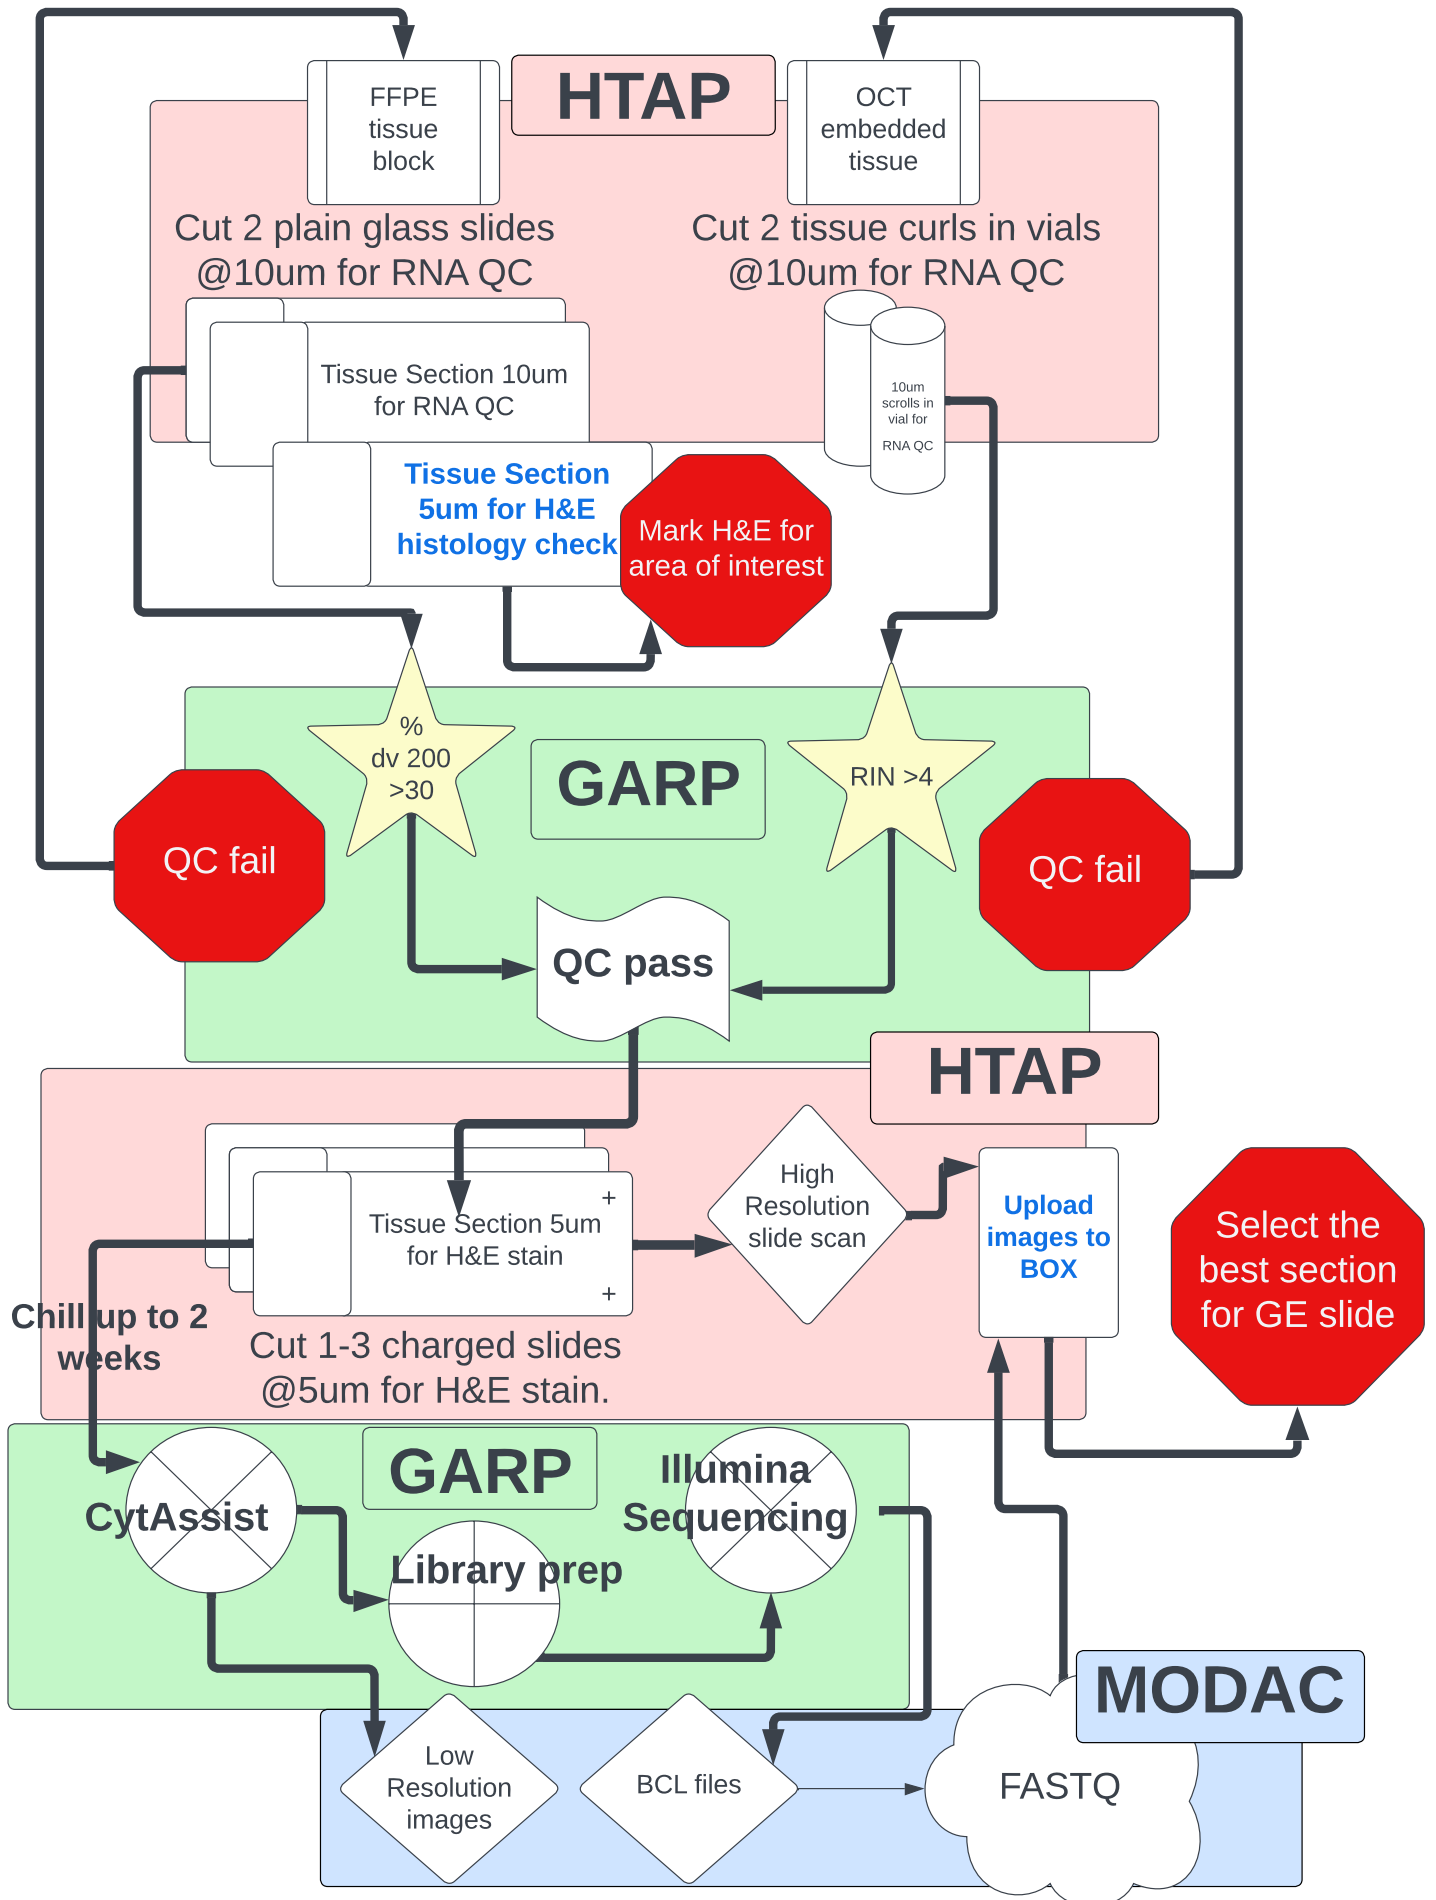 HTAP
FFPE
tissue
block
OCT
embedded
tissue
Cut 2 plain glass slides
@10um for RNA QC
Cut 2 tissue curls in vials
@10um for RNA QC
Tissue Section 10um
for RNA QC
10um
scrolls in
vial for
RNA QC
Tissue Section
5um for H&E
histology check
Mark H&E for
area of interest
%
dv 200
>30
GARP
RIN >4
QC fail
QC fail
QC pass
HTAP
High
Resolution
slide scan
+
Tissue Section 5um
for H&E stain
+
Upload
images to
BOX
Select the
best section
for GE slide
Chill up to 2
weeks
Cut 1-3 charged slides
@5um for H&E stain.
GARP
CytAssist
Library prep
Illumina
Sequencing
MODAC
Low
Resolution
images
BCL files
FASTQ